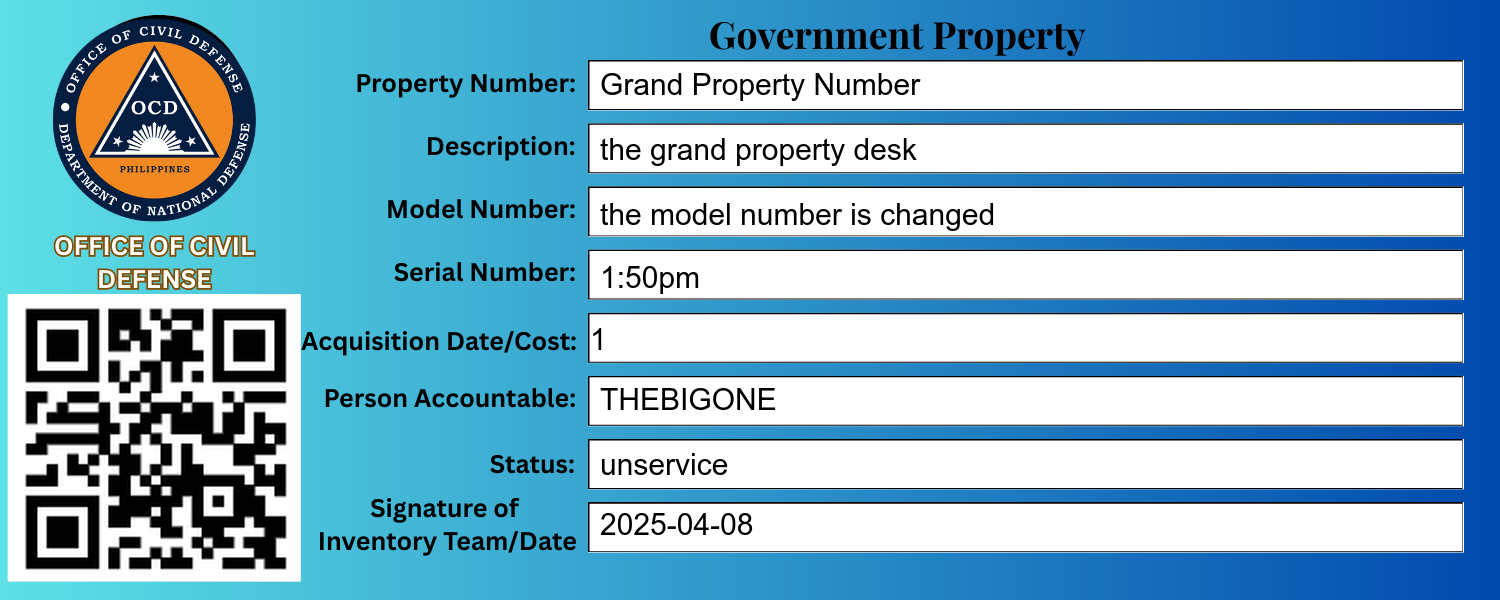 OFFICE OF CIVIL DEFENSE
OCD
PHILIPPINES
DEPARTMENT OF NATIONAL DEFENSE
OFFICE OF CIVIL
DEFENSE
Government Property
Property Number: Grand Property Number
Description: the grand property desk
Model Number: the model number is changed
Serial Number: 1:50pm
Acquisition Date/Cost: 1
Person Accountable: THEBIGONE
Status: unservice
Signature of
Inventory Team/Date 2025-04-08